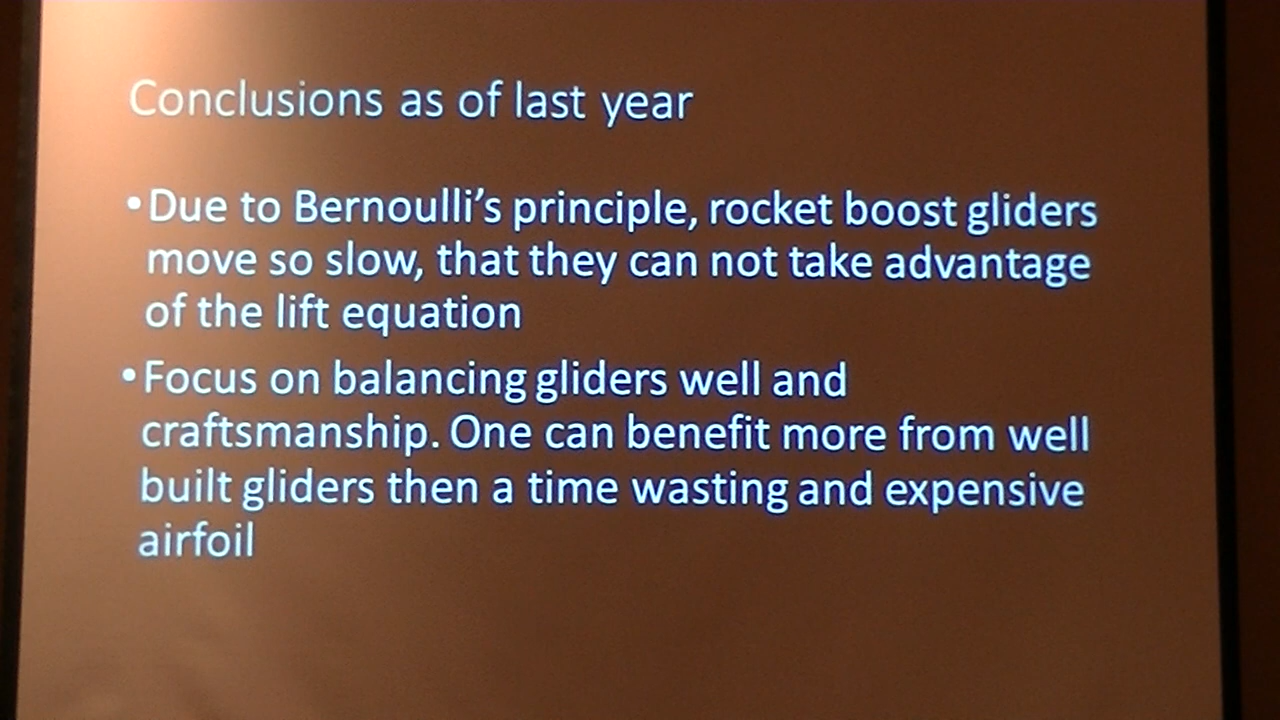 Conclusions as of last year
•Due to Bernoulli's principle, rocket boost gliders
move so slow, that they can not take advantage
of the lift equation
•Focus on balancing gliders well and
craftsmanship. One can benefit more from well
built gliders then a time wasting and expensive
airfoil